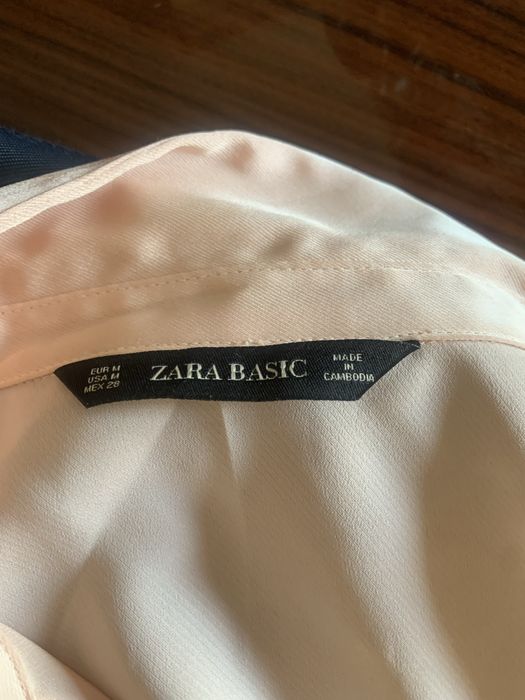 EUR M
USA M
MEX 28
ZARA BASIC
MADE
IN
CAMBODIA